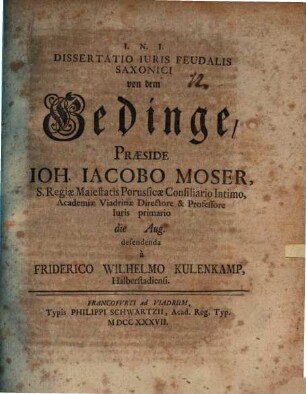 I. N. I.
DISSERTATIO IURIS FEUDALIS
SAXONICI
von dem
12.
Gedinge/
PRÆSIDE
IOH. IACOBO MOSER,
S. Regiæ Maiestatis Porussicæ Consiliario Intimo,
Academiæ Viadrinæ Directore & Professore
Iuris primario
die Aug.
defendenda
à
FRIDERICO WILHELMO KULENKAMP,
Halberstadiensi.
FRANCOFURTI ad VIADRUM,
Typis PHILIPPI SCHWARTZII, Acad. Reg. Typ.
MDCCXXXVII.